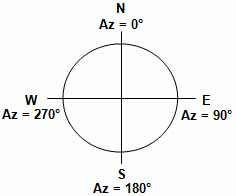 N
Az = 0°
W
Az = 270°
E
Az = 90°
S
Az = 180°